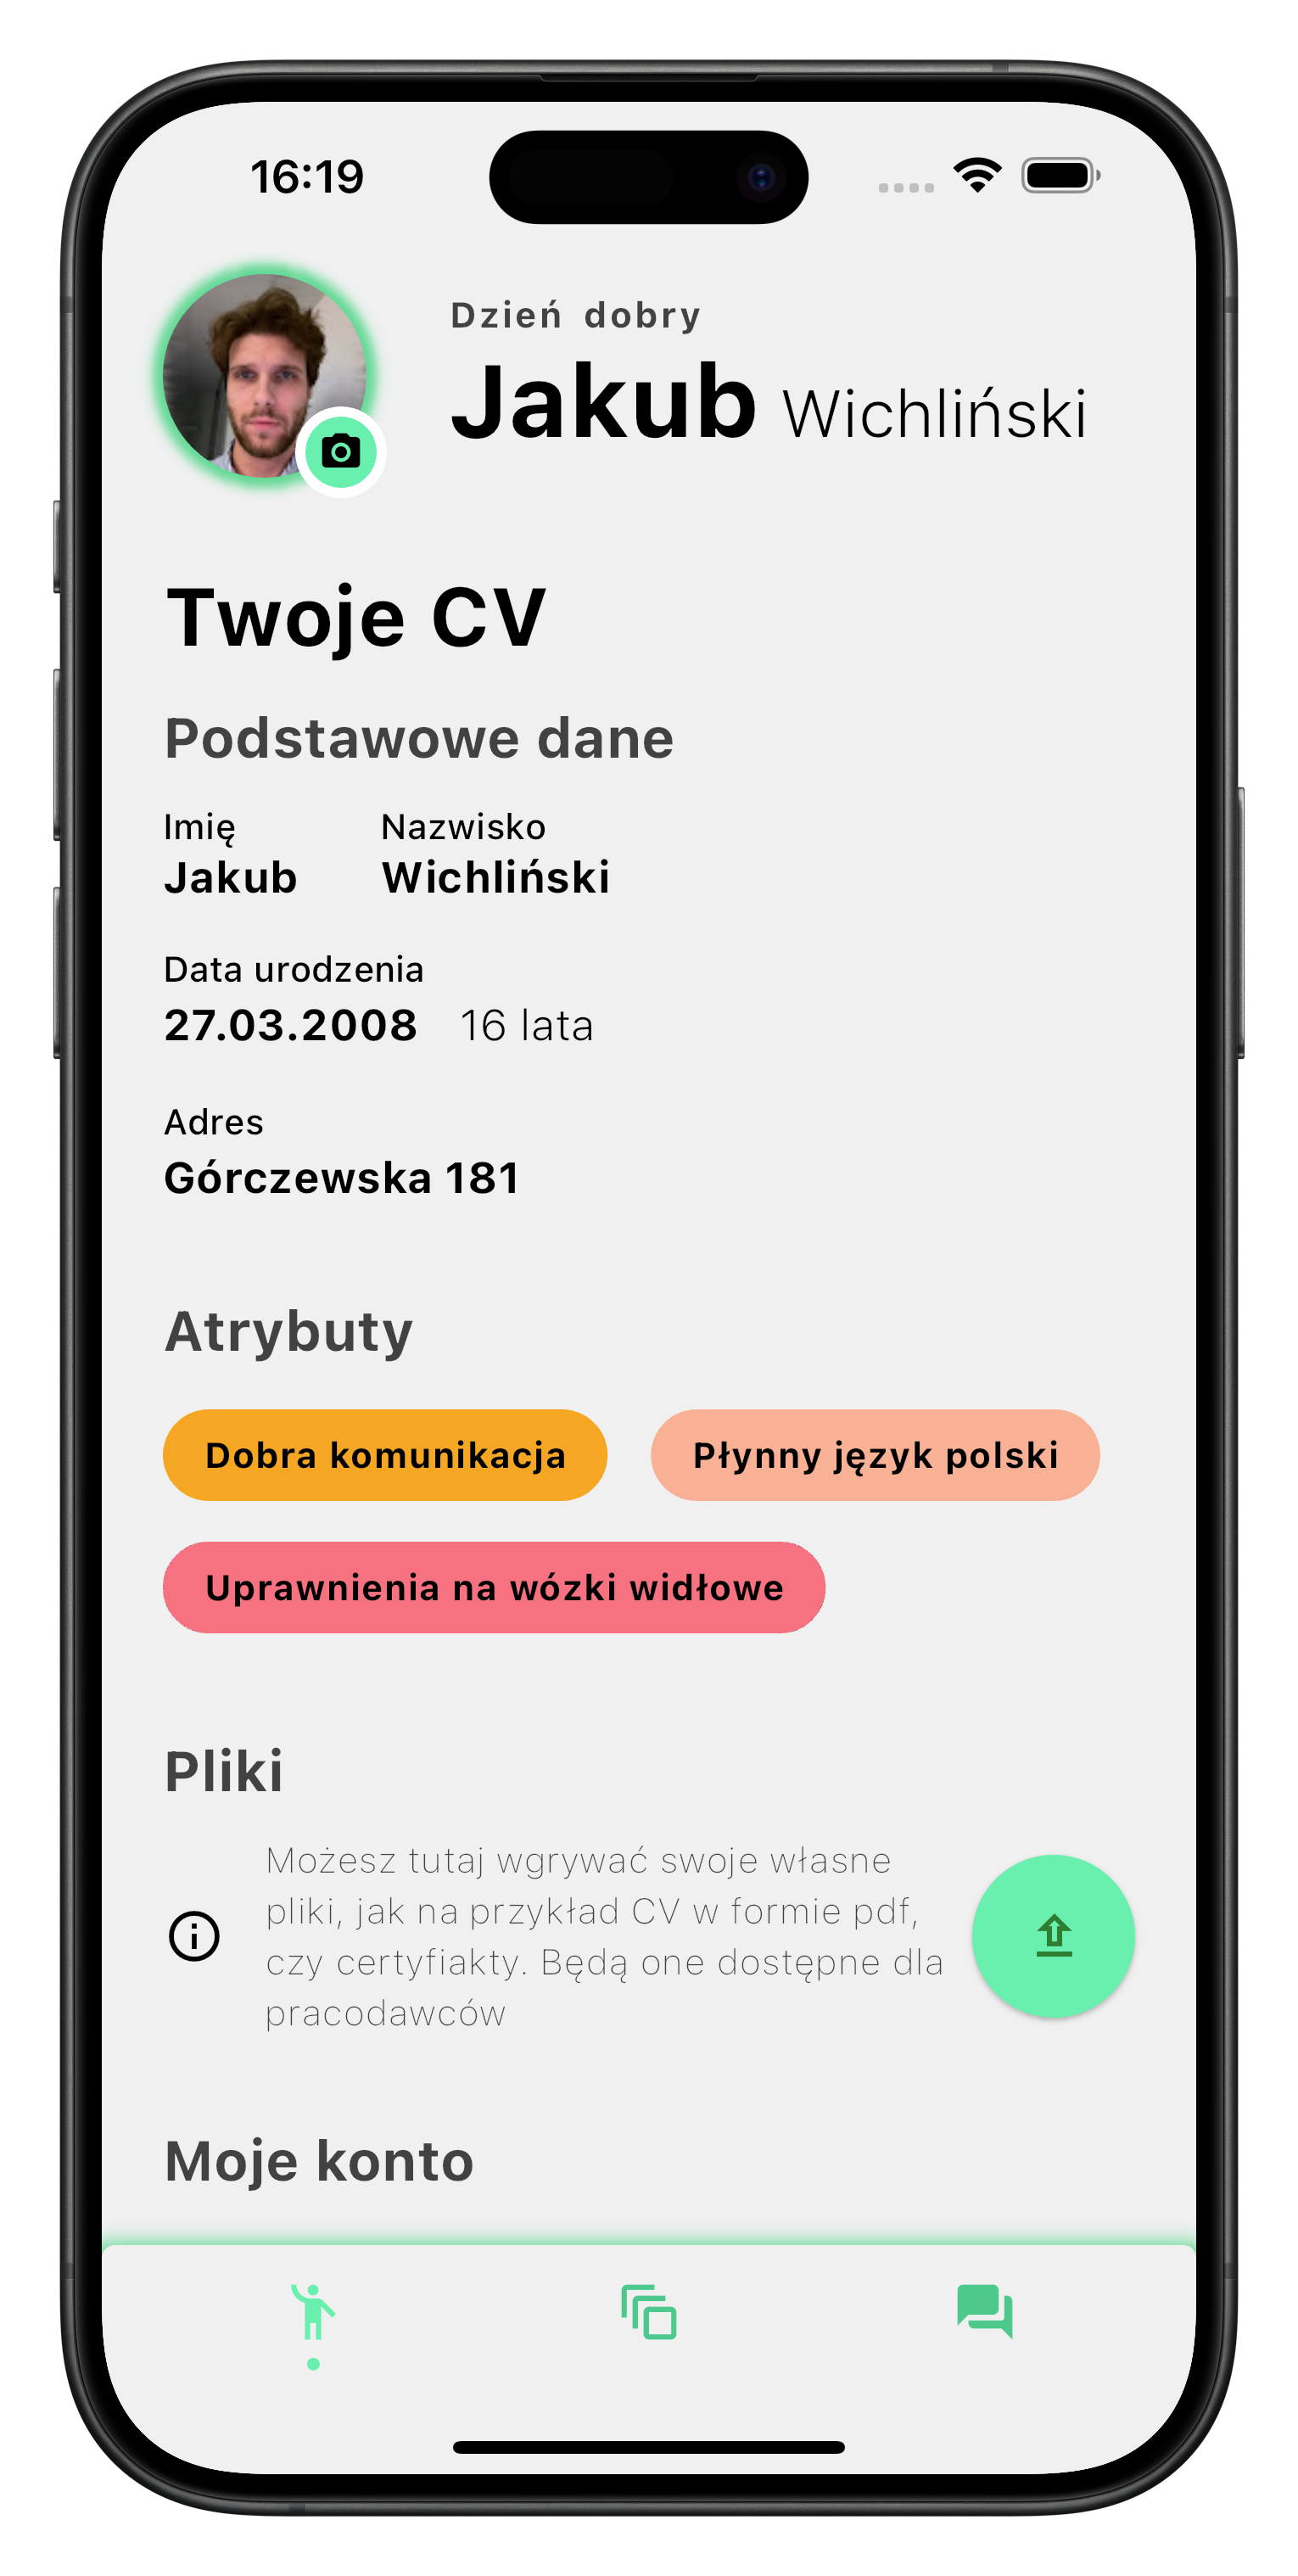 16:19
Dzień dobry
Jakub Wichliński
Twoje CV
Podstawowe dane
Imię Nazwisko
Jakub Wichliński
Data urodzenia
27.03.2008 16 lata
Adres
Górczewska 181
Atrybuty
Dobra komunikacja Płynny język polski
Uprawnienia na wózki widłowe
Pliki
Możesz tutaj wgrywać swoje własne
pliki, jak na przykład CV w formie pdf,
czy certyfiakty. Będą one dostępne dla
pracodawców
Moje konto